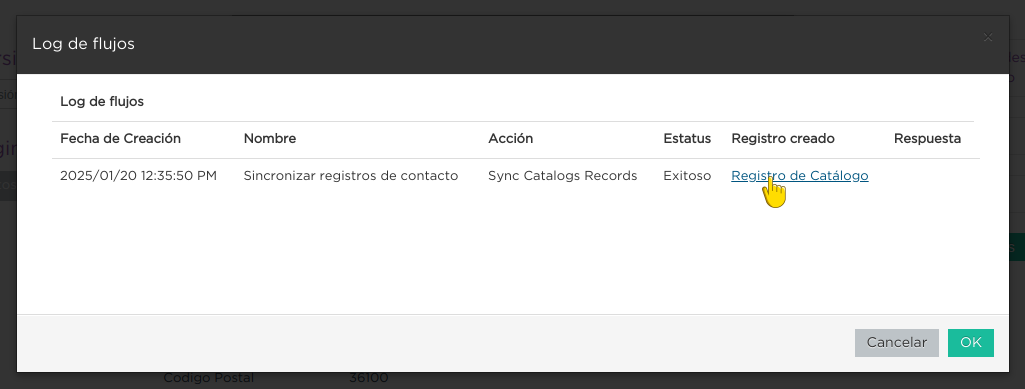 Log de flujos
×
Log de flujos
Fecha de Creación Nombre Acción Estatus Registro creado Respuesta
2025/01/20 12:35:50 PM Sincronizar registros de contacto Sync Catalogs Records Exitoso Registro de Catálogo
Cancelar OK
Código Postal 36100